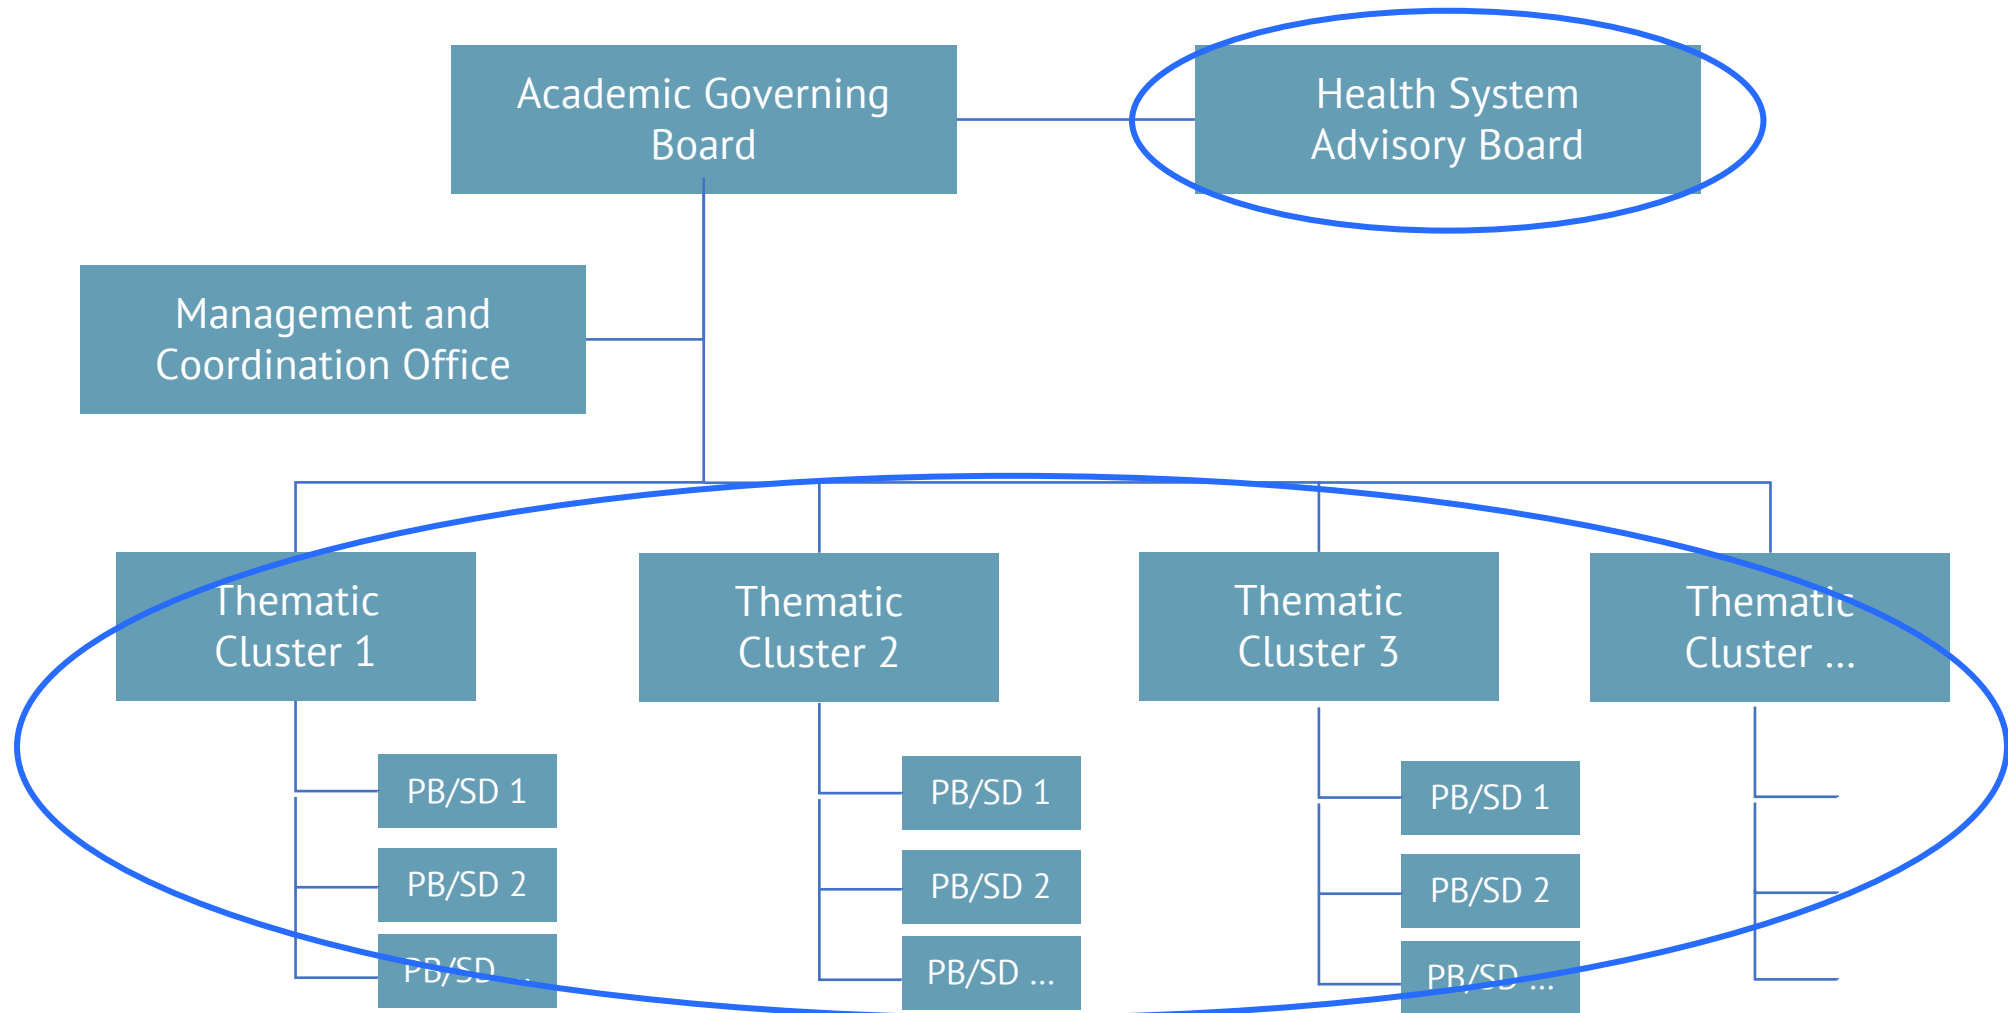 Academic Governing
Board
Health System
Advisory Board
Management and
Coordination Office
Thematic
Cluster 1
Thematic
Cluster 2
Thematic
Cluster 3
Thematic
Cluster ...
PB/SD 1
PB/SD 2
PB/SD ...
PB/SD 1
PB/SD 2
PB/SD ...
PB/SD 1
PB/SD 2
PB/SD ...